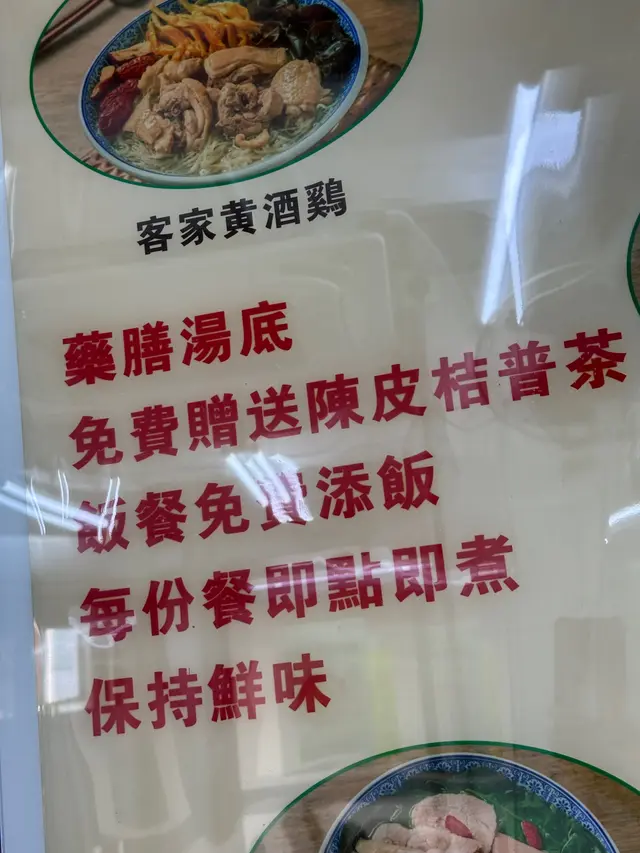 客家黄酒鷄
藥膳湯底
免費贈送陳皮桔普茶
飯餐免費添飯
每份餐即點即煮
保持鮮味